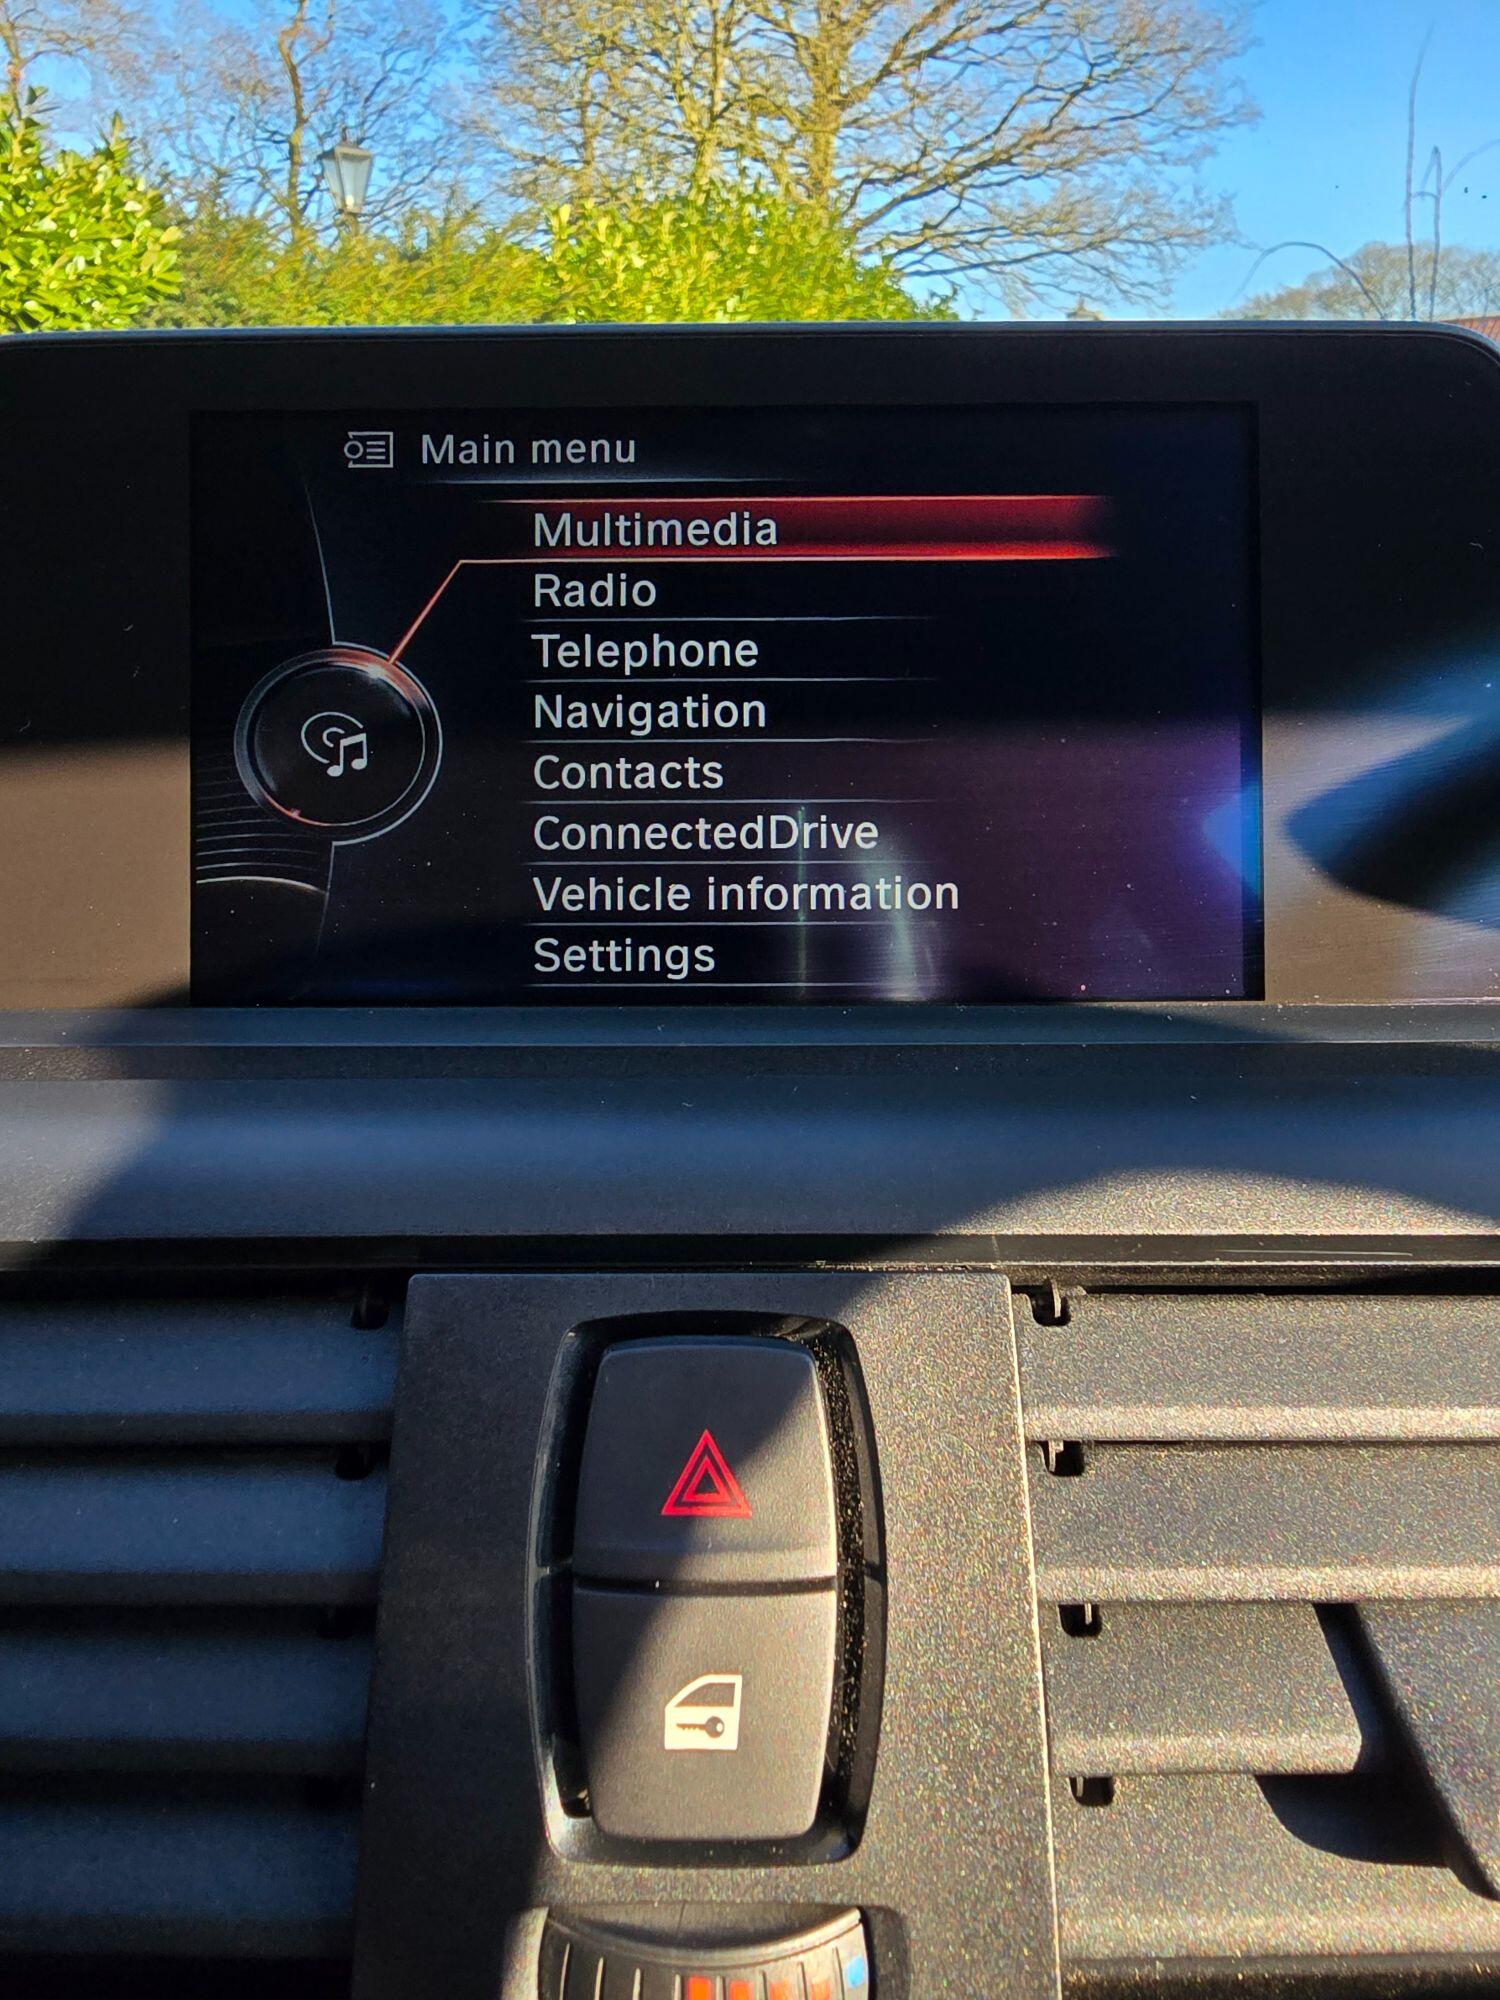 Main menu
Multimedia
Radio
Telephone
Navigation
Contacts
ConnectedDrive
Vehicle information
Settings